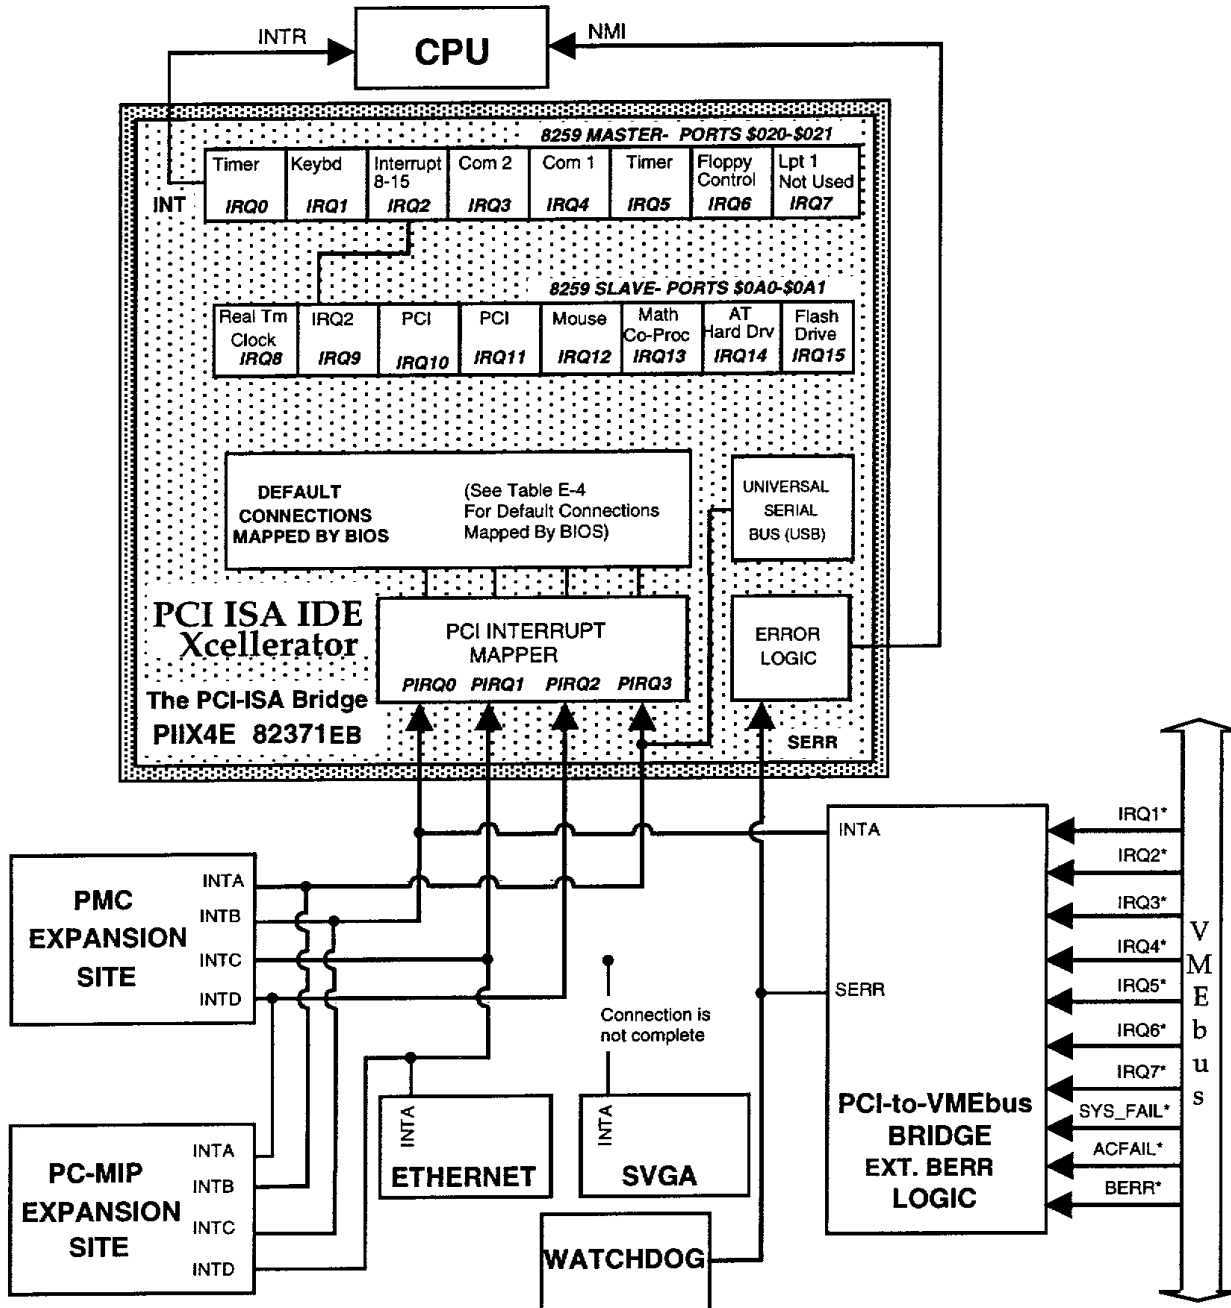 INTR
CPU
NMI
8259 MASTER- PORTS $020-$021
Timer
IRQ0
Keybd
IRQ1
Interrupt
8-15
IRQ2
Com 2
IRQ3
Com 1
IRQ4
Timer
IRQ5
Floppy
Control
IRQ6
Lpt 1
Not Used
IRQ7
INT
8259 SLAVE- PORTS $0A0-$0A1
Real Tm
Clock
IRQ8
IRQ2
IRQ9
PCI
IRQ10
PCI
IRQ11
Mouse
IRQ12
Math
Co-Proc
IRQ13
AT
Hard Drv
IRQ14
Flash
Drive
IRQ15
DEFAULT
CONNECTIONS
MAPPED BY BIOS
(See Table E-4
For Default Connections
Mapped By BIOS)
UNIVERSAL
SERIAL
BUS (USB)
PCI ISA IDE
Xcellerator
PCI INTERRUPT
MAPPER
PIRQ0 PIRQ1 PIRQ2 PIRQ3
ERROR
LOGIC
The PCI-ISA Bridge
PIIX4E 82371EB
SERR
PMC
EXPANSION
SITE
INTA
INTB
INTC
INTD
PC-MIP
EXPANSION
SITE
INTA
INTB
INTC
INTD
INTA
ETHERNET
Connection is
not complete
INTA
SVGA
WATCHDOG
INTA
SERR
PCI-to-VMEbus
BRIDGE
EXT. BERR
LOGIC
IRQ1*
IRQ2*
IRQ3*
IRQ4*
IRQ5*
IRQ6*
IRQ7*
SYS_FAIL*
ACFAIL*
BERR*
VMEbus